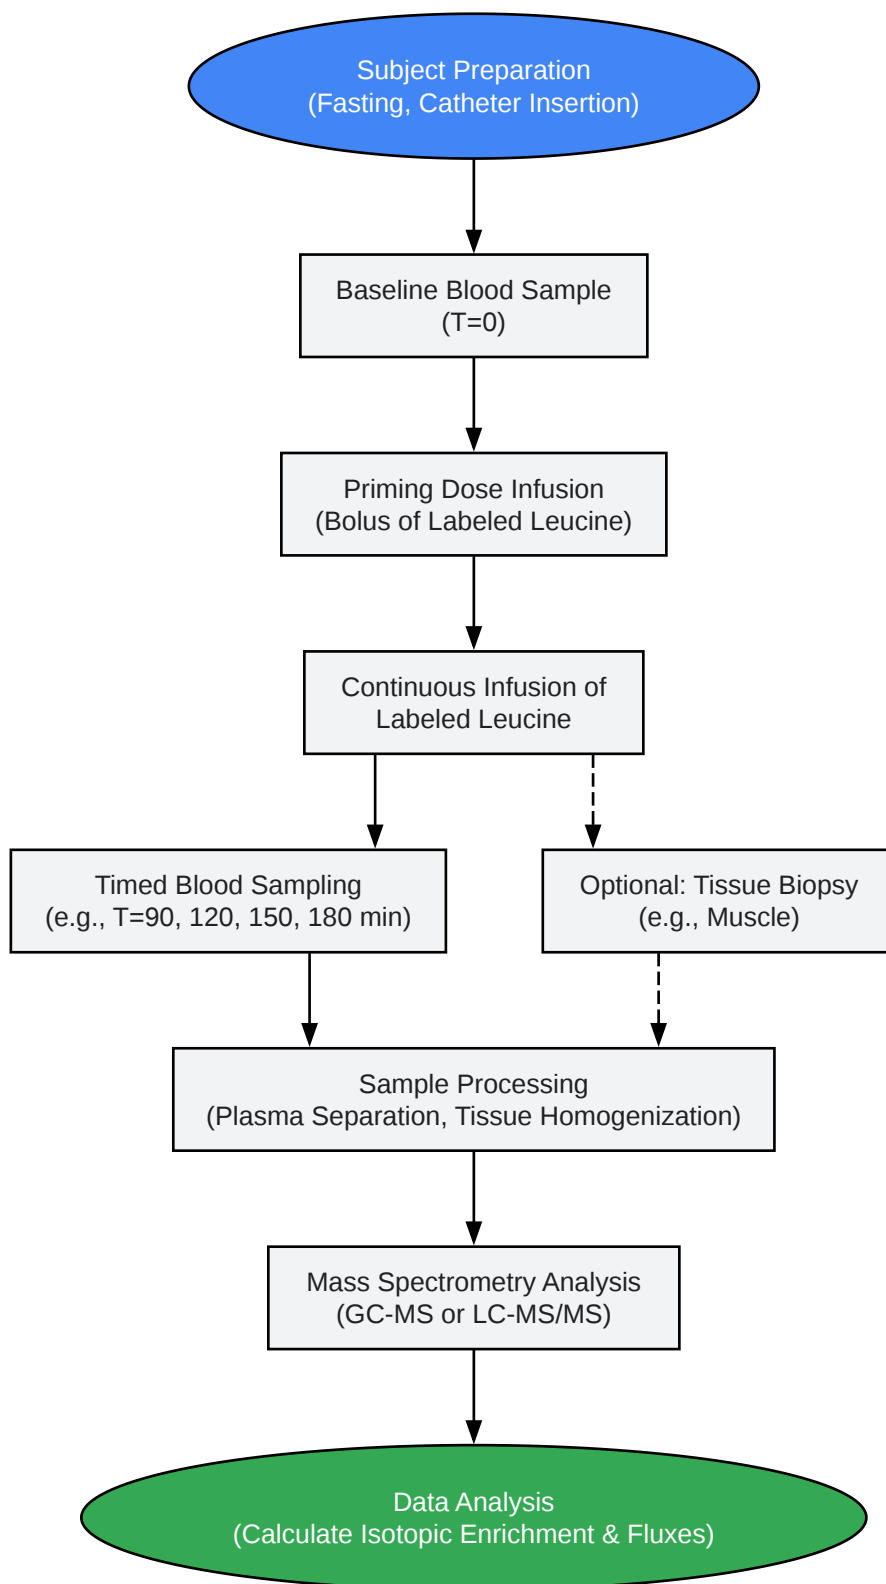 Subject Preparation
(Fasting, Catheter Insertion)
Baseline Blood Sample
(T=0)
Priming Dose Infusion
(Bolus of Labeled Leucine)
Continuous Infusion of
Labeled Leucine
Timed Blood Sampling
(e.g., T=90, 120, 150, 180 min)
Optional: Tissue Biopsy
(e.g., Muscle)
Sample Processing
(Plasma Separation, Tissue Homogenization)
Mass Spectrometry Analysis
(GC-MS or LC-MS/MS)
Data Analysis
(Calculate Isotopic Enrichment & Fluxes)